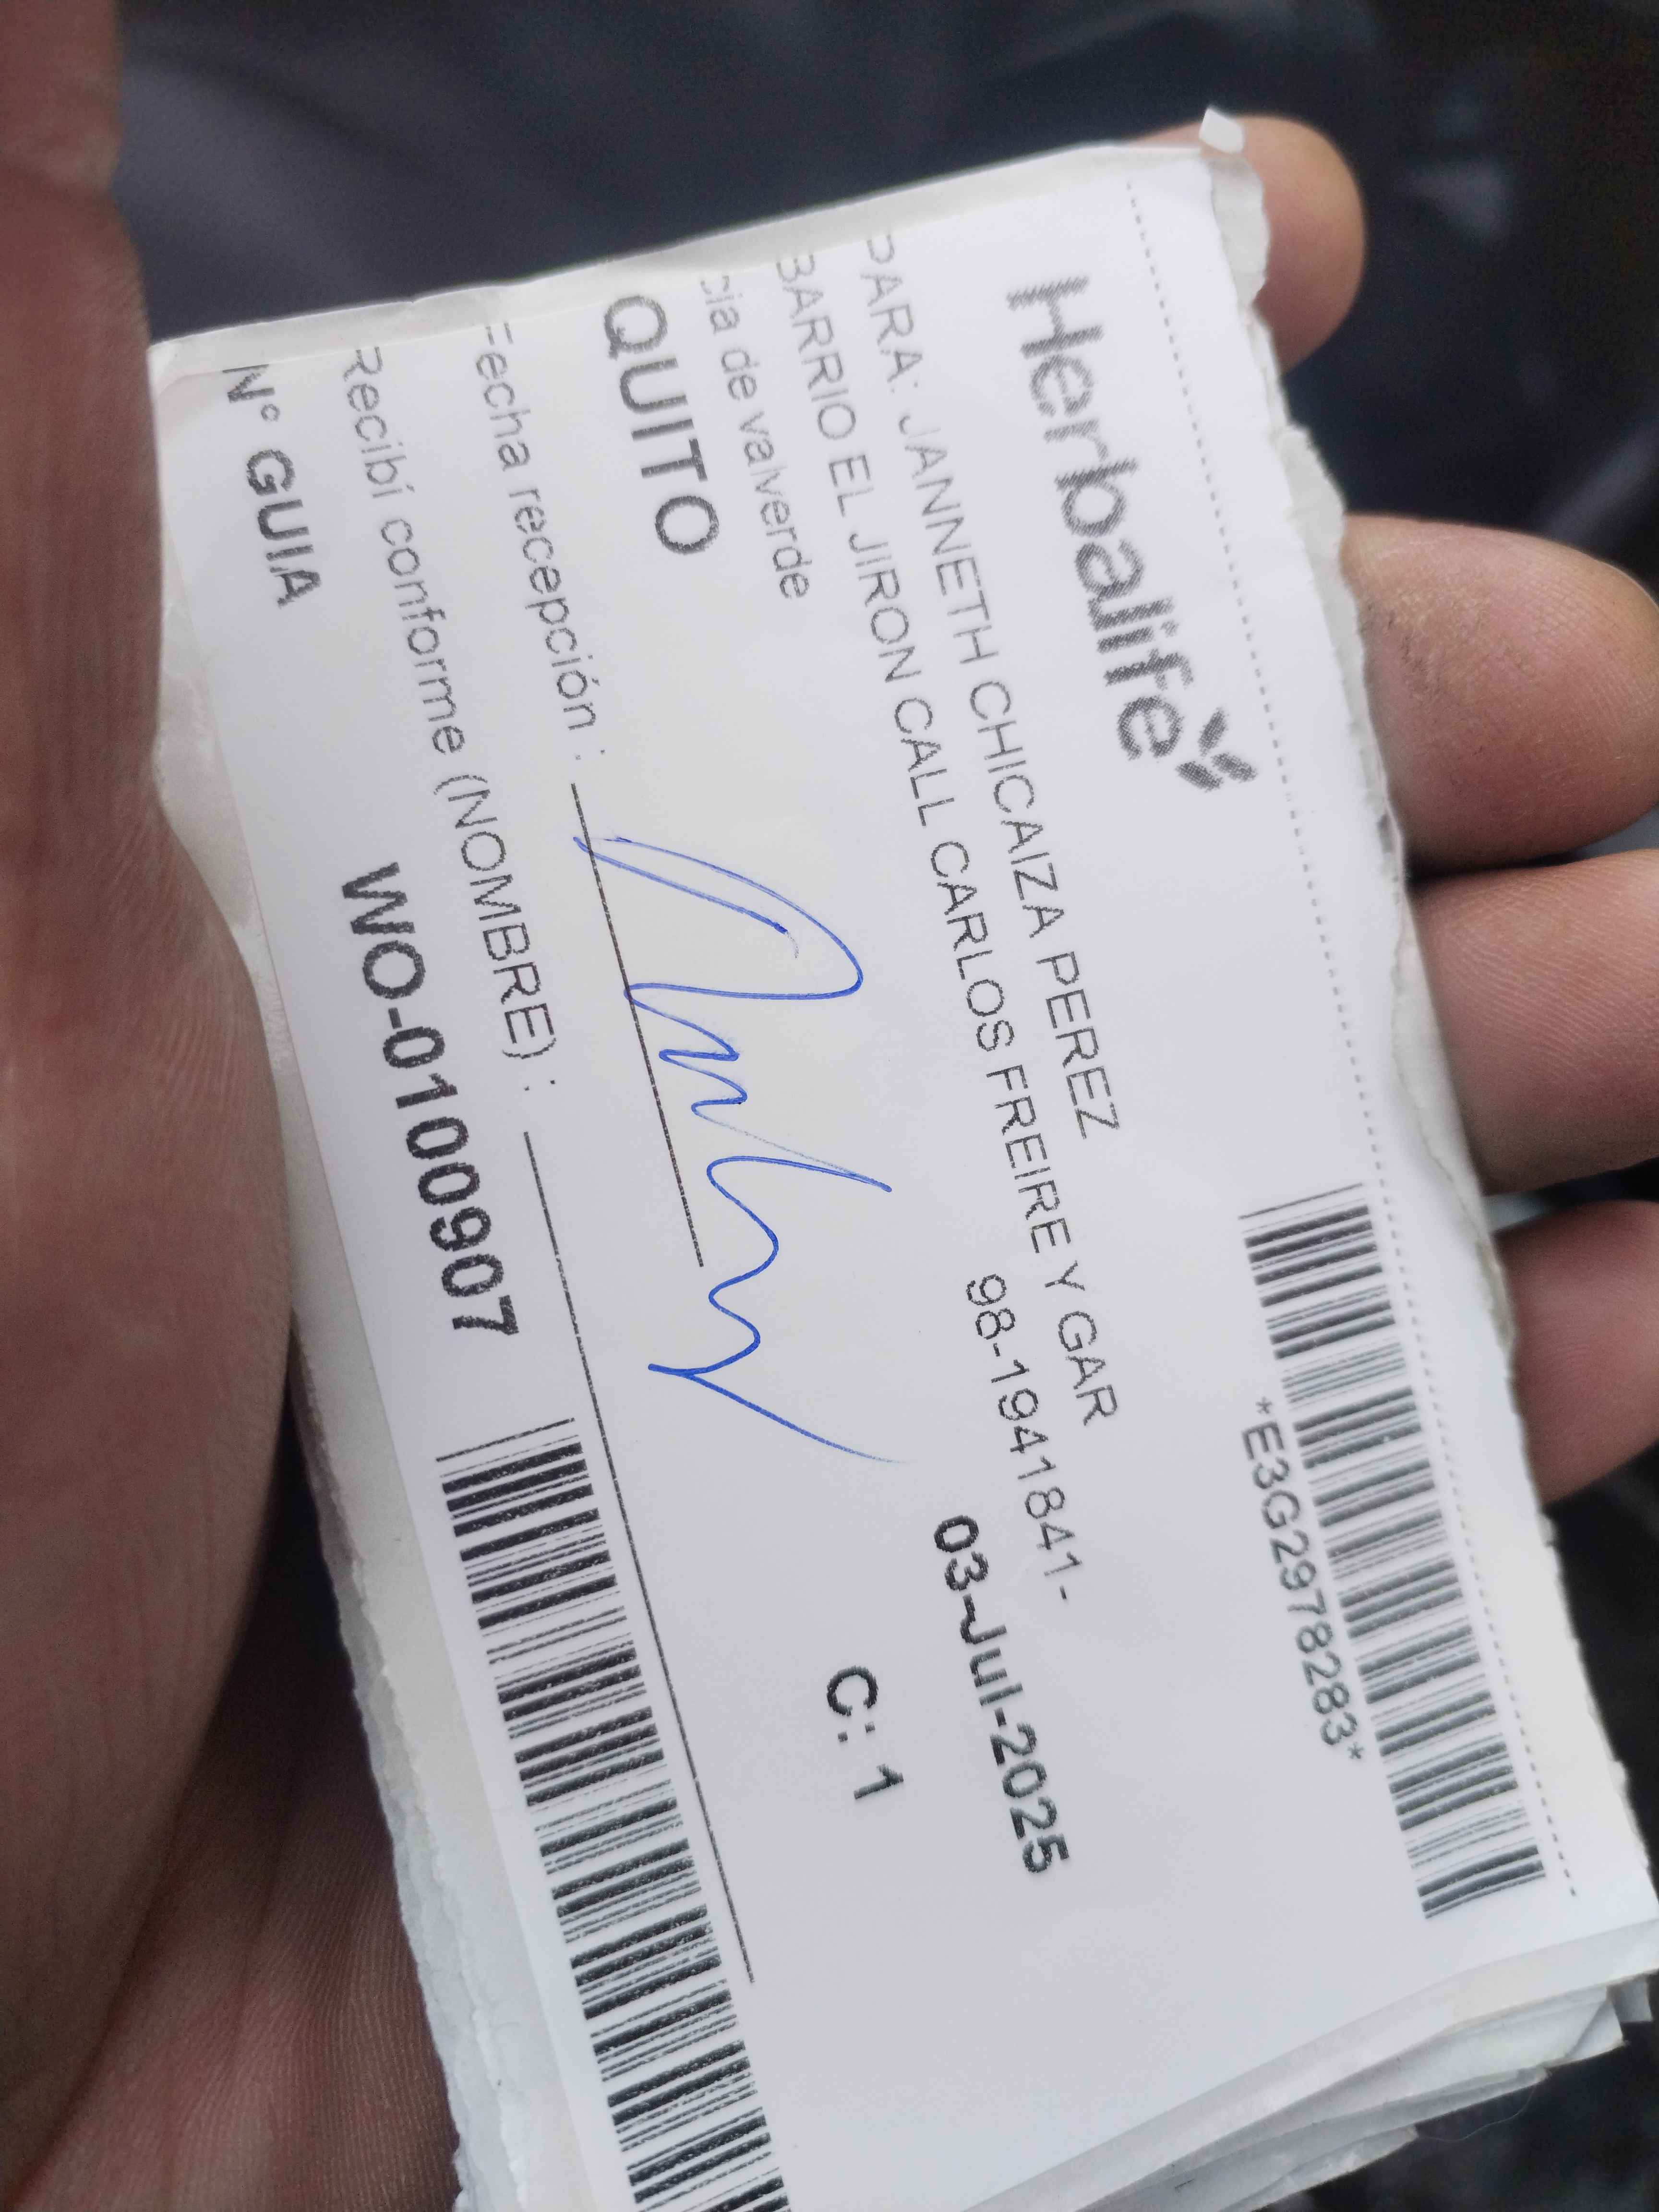 Herbalife
*E3G2978283*
PARA: JANNETH CHICAIZA PEREZ
BARRIO EL JIRON CALL CARLOS FREIRE Y GAR
cia de valverde
98-1941841-
QUITO
03-Jul-2025
C: 1
Fecha recepción :
Recibí conforme (NOMBRE) :
N° GUIA
WO-0100907